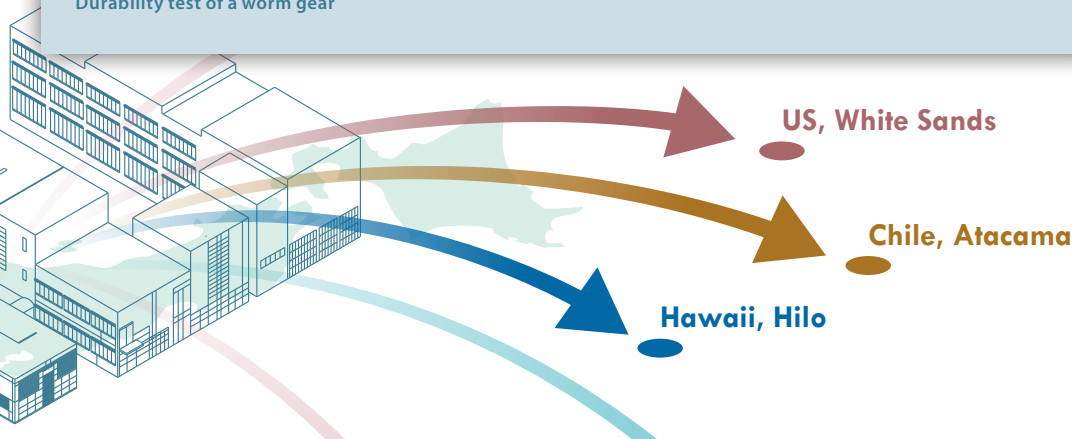 Durability test of a worm gear
US, White Sands
Chile, Atacama
Hawaii, Hilo